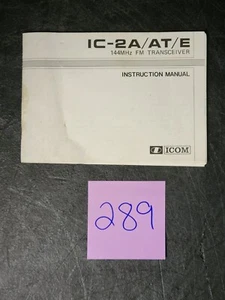 IC-2A/AT/E
144MHz FM TRANSCEIVER
INSTRUCTION MANUAL
ICOM
289